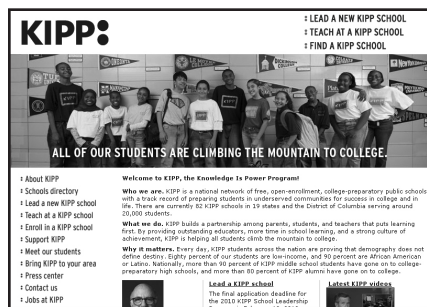 KIPP:
LEAD A NEW KIPP SCHOOL
TEACH AT A KIPP SCHOOL
FIND A KIPP SCHOOL
KIPP
KIPP
ALL OF OUR STUDENTS ARE CLIMBING THE MOUNTAIN TO COLLEGE.
About KIPP
Schools directory
Lead a new KIPP school
Teach at a KIPP school
Enroll in a KIPP school
Support KIPP
Meet our students
Bring KIPP to your area
Press center
Contact us
Jobs at KIPP
Welcome to KIPP, the Knowledge Is Power Program!
Who we are. KIPP is a national network of free, open-enrollment, college-preparatory public schools
with a track record of preparing students in underserved communities for success in college and in
life. There are currently 82 KIPP schools in 19 states and the District of Columbia serving around
20,000 students.
What we do. KIPP builds a partnership among parents, students, and teachers that puts learning
first. By providing outstanding educators, more time in school learning, and a strong culture of
achievement, KIPP is helping all students climb the mountain to college.
Why it matters. Every day, KIPP students across the nation are proving that demography does not
define destiny. Eighty percent of our students are low-income, and 90 percent are African American
or Latino. Nationally, more than 90 percent of KIPP middle school students have gone on to college-
preparatory high schools, and more than 80 percent of KIPP alumni have gone on to college.
Lead a KIPP school
The final application deadline for
the 2010 KIPP School Leadership
Latest KIPP videos